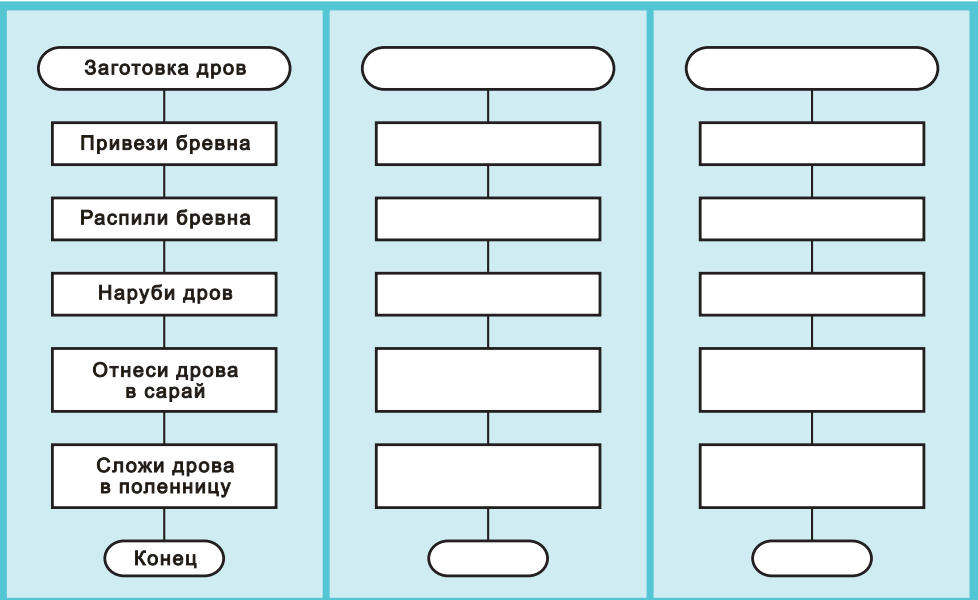 Заготовка дров
Привези бревна
Распили бревна
Наруби дров
Отнеси дрова
в сарай
Сложи дрова
в поленницу
Конец